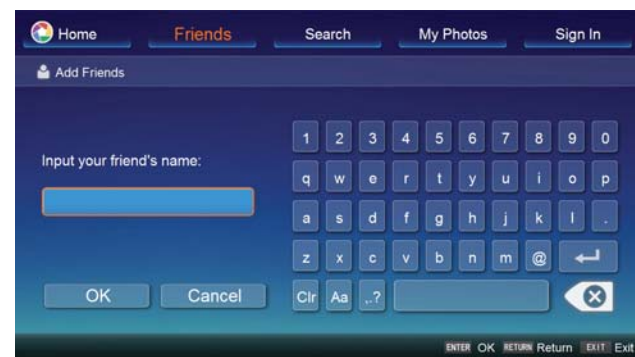 Home Friends Search My Photos Sign In
Add Friends
1 2 3 4 5 6 7 8 9 0
Input your friend's name:
q w e r t y u i o p
a s d f g h j k l .
z x c v b n m @
OK Cancel Clr Aa ,.?
ENTER OK RETURN Return EXIT Exit